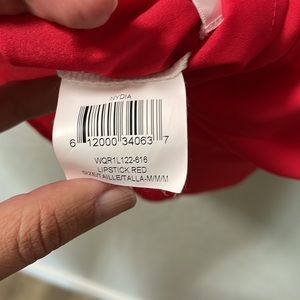 NYDIA
6 12000 34063 7
WQR1L122-616
LIPSTICK RED
SIZE/TAILLE/TALLA-M/M/M